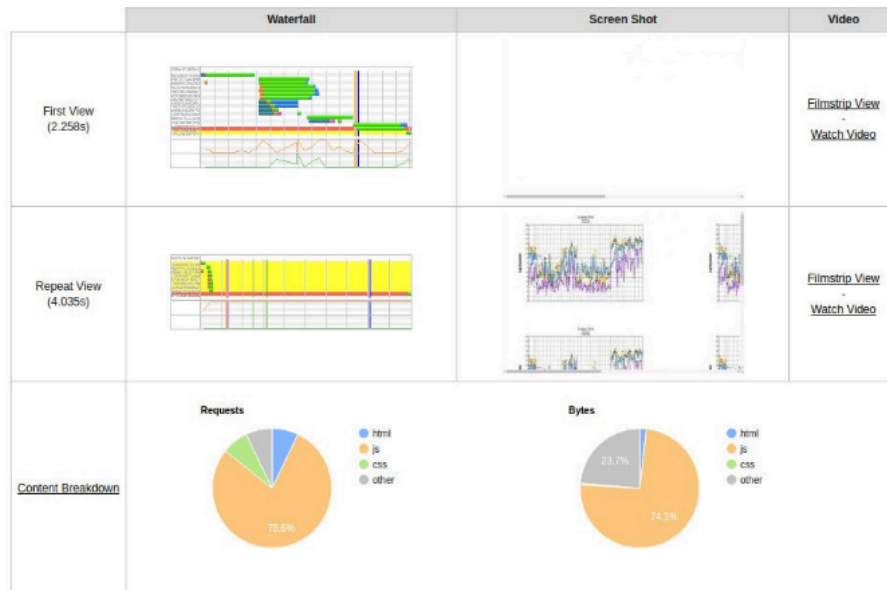 Waterfall
Screen Shot
Video
First View
(2.258s)
Filmstrip View
-
Watch Video
Repeat View
(4.035s)
Filmstrip View
-
Watch Video
Content Breakdown
Requests
html
js
css
other
78.6%
Bytes
html
js
css
other
23.7%
74.1%